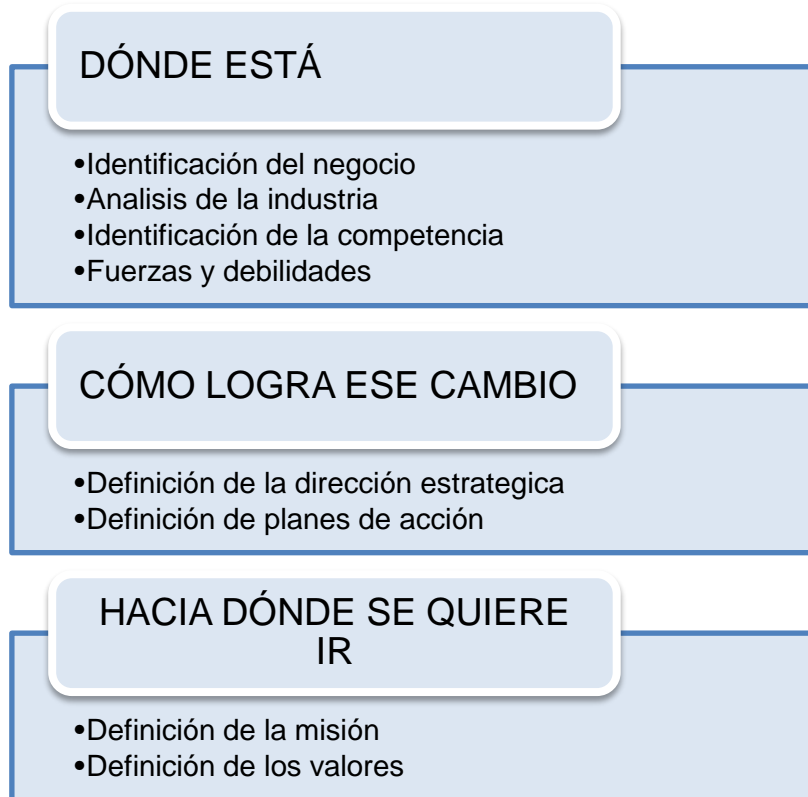 DÓNDE ESTÁ
•Identificación del negocio
•Analisis de la industria
•Identificación de la competencia
•Fuerzas y debilidades
CÓMO LOGRA ESE CAMBIO
•Definición de la dirección estrategica
•Definición de planes de acción
HACIA DÓNDE SE QUIERE
IR
•Definición de la misión
•Definición de los valores